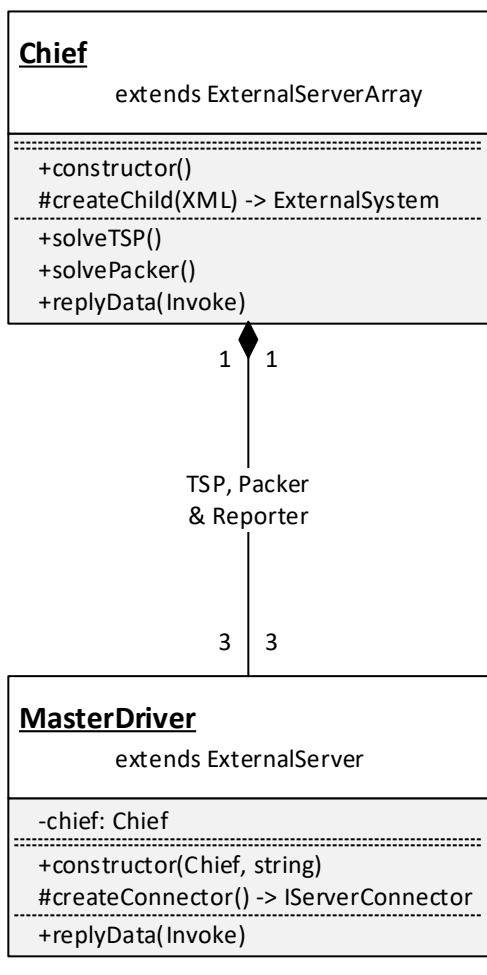 Chief
extends ExternalServerArray
+constructor()
#createChild(XML) -> ExternalSystem
+solveTSP()
+solvePacker()
+replyData(Invoke)
1 1
TSP, Packer
& Reporter
3 3
MasterDriver
extends ExternalServer
-chief: Chief
+constructor(Chief, string)
#createConnector() -> IServerConnector
+replyData(Invoke)